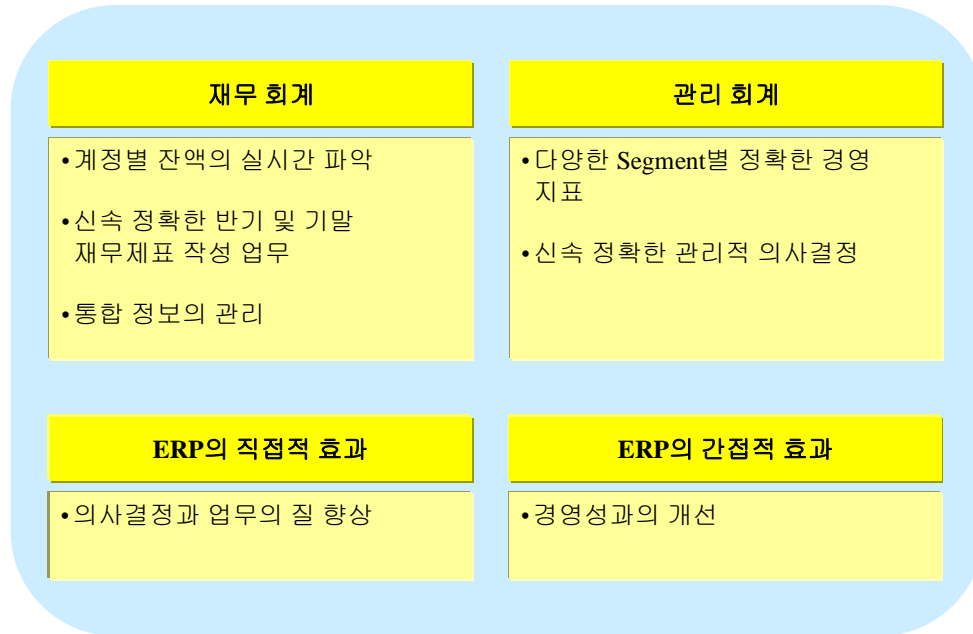 재무 회계
•계정별 잔액의 실시간 파악
•신속 정확한 반기 및 기말
재무제표 작성 업무
•통합 정보의 관리
관리 회계
•다양한 Segment별 정확한 경영
지표
•신속 정확한 관리적 의사결정
ERP의 직접적 효과
•의사결정과 업무의 질 향상
ERP의 간접적 효과
•경영성과의 개선